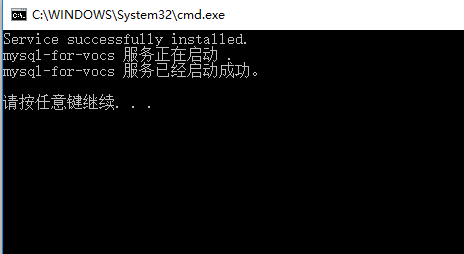 C:\WINDOWS\System32\cmd.exe
Service successfully installed.
mysql-for-vocs 服务正在启动 .
mysql-for-vocs 服务已经启动成功。
请按任意键继续. . .